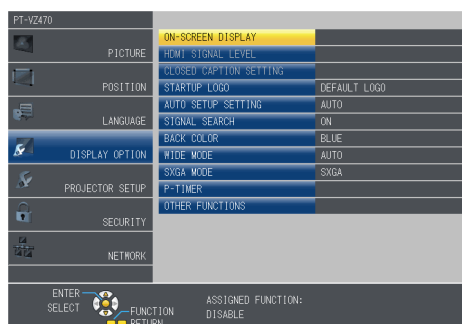 PT-VZ470
PICTURE
POSITION
LANGUAGE
DISPLAY OPTION
PROJECTOR SETUP
SECURITY
NETWORK
ON-SCREEN DISPLAY
HDMI SIGNAL LEVEL
CLOSED CAPTION SETTING
STARTUP LOGO DEFAULT LOGO
AUTO SETUP SETTING AUTO
SIGNAL SEARCH ON
BACK COLOR BLUE
WIDE MODE AUTO
SXGA MODE SXGA
P-TIMER
OTHER FUNCTIONS
ENTER
SELECT
FUNCTION
RETURN
ASSIGNED FUNCTION:
DISABLE